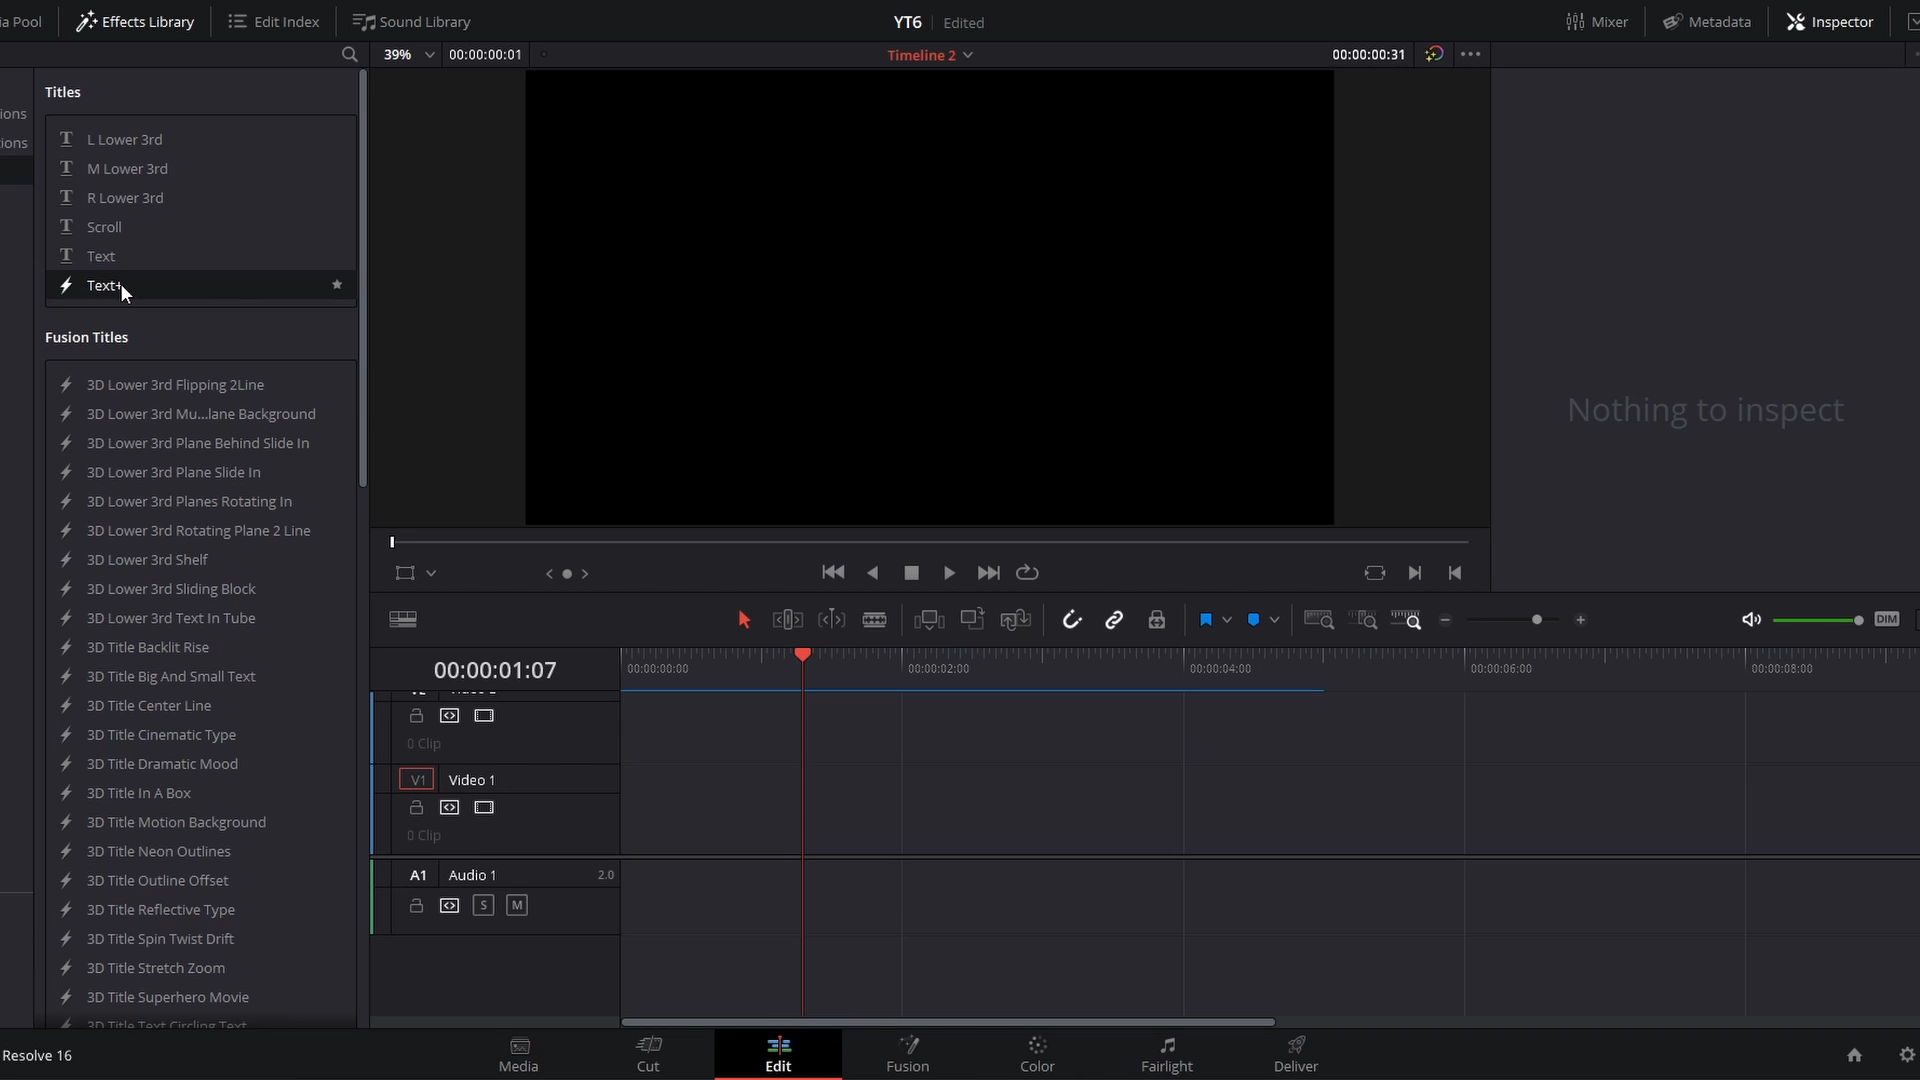 ia Pool
Effects Library
Edit Index
Sound Library
YT6
Edited
Mixer
Metadata
Inspector
39%
00:00:00:01
Timeline 2
00:00:00:31
Titles
L Lower 3rd
M Lower 3rd
R Lower 3rd
Scroll
Text
Text+
ions
ions
Fusion Titles
3D Lower 3rd Flipping 2Line
3D Lower 3rd Mu...lane Background
3D Lower 3rd Plane Behind Slide In
3D Lower 3rd Plane Slide In
3D Lower 3rd Planes Rotating In
3D Lower 3rd Rotating Plane 2 Line
3D Lower 3rd Shelf
3D Lower 3rd Sliding Block
3D Lower 3rd Text In Tube
3D Title Backlit Rise
3D Title Big And Small Text
3D Title Center Line
3D Title Cinematic Type
3D Title Dramatic Mood
3D Title In A Box
3D Title Motion Background
3D Title Neon Outlines
3D Title Outline Offset
3D Title Reflective Type
3D Title Spin Twist Drift
3D Title Stretch Zoom
3D Title Superhero Movie
3D Title Text Circling Text
Nothing to inspect
DIM
00:00:01:07
00:00:00:00
00:00:02:00
00:00:04:00
00:00:06:00
00:00:08:00
0 Clip
V1
Video 1
0 Clip
A1
Audio 1
2.0
S
M
Resolve 16
Media
Cut
Edit
Fusion
Color
Fairlight
Deliver